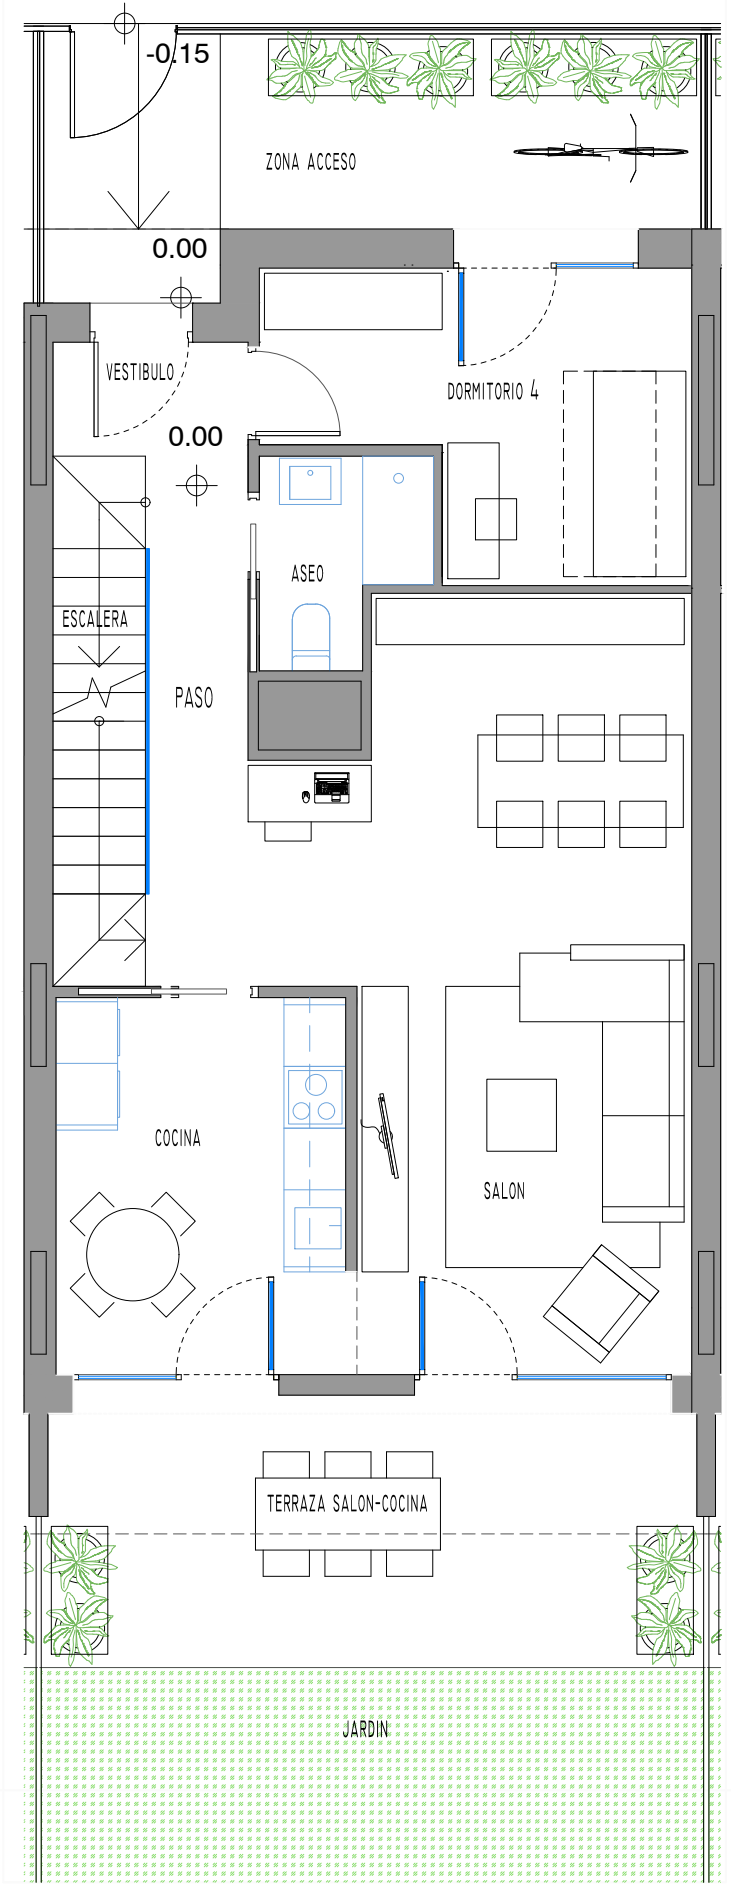 -0.15
ZONA ACCESO
0.00
VESTIBULO
DORMITORIO 4
0.00
ASEO
ESCALERA
PASO
COCINA
SALON
TERRAZA SALON-COCINA
JARDIN